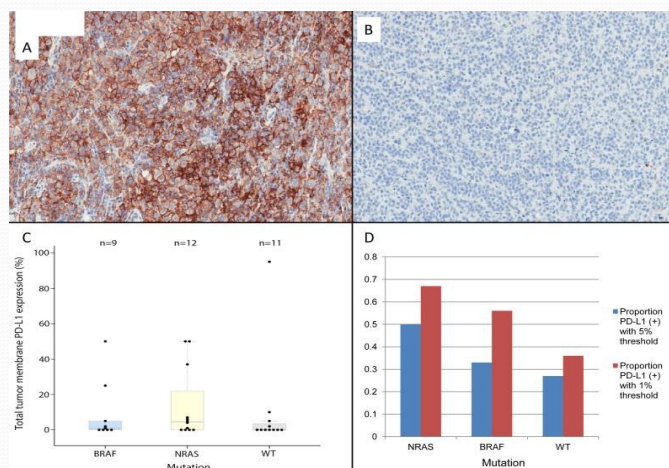 A
B
C
n=9 n=12 n=11
Total tumor membrane PD-L1 expression (%)
100
80
60
40
20
0
BRAF NRAS WT
Mutation
D
0.8
0.7
0.6
0.5
0.4
0.3
0.2
0.1
0
NRAS BRAF WT
Mutation
Proportion
PD-L1 (+)
with 5%
threshold
Proportion
PD-L1 (+)
with 1%
threshold